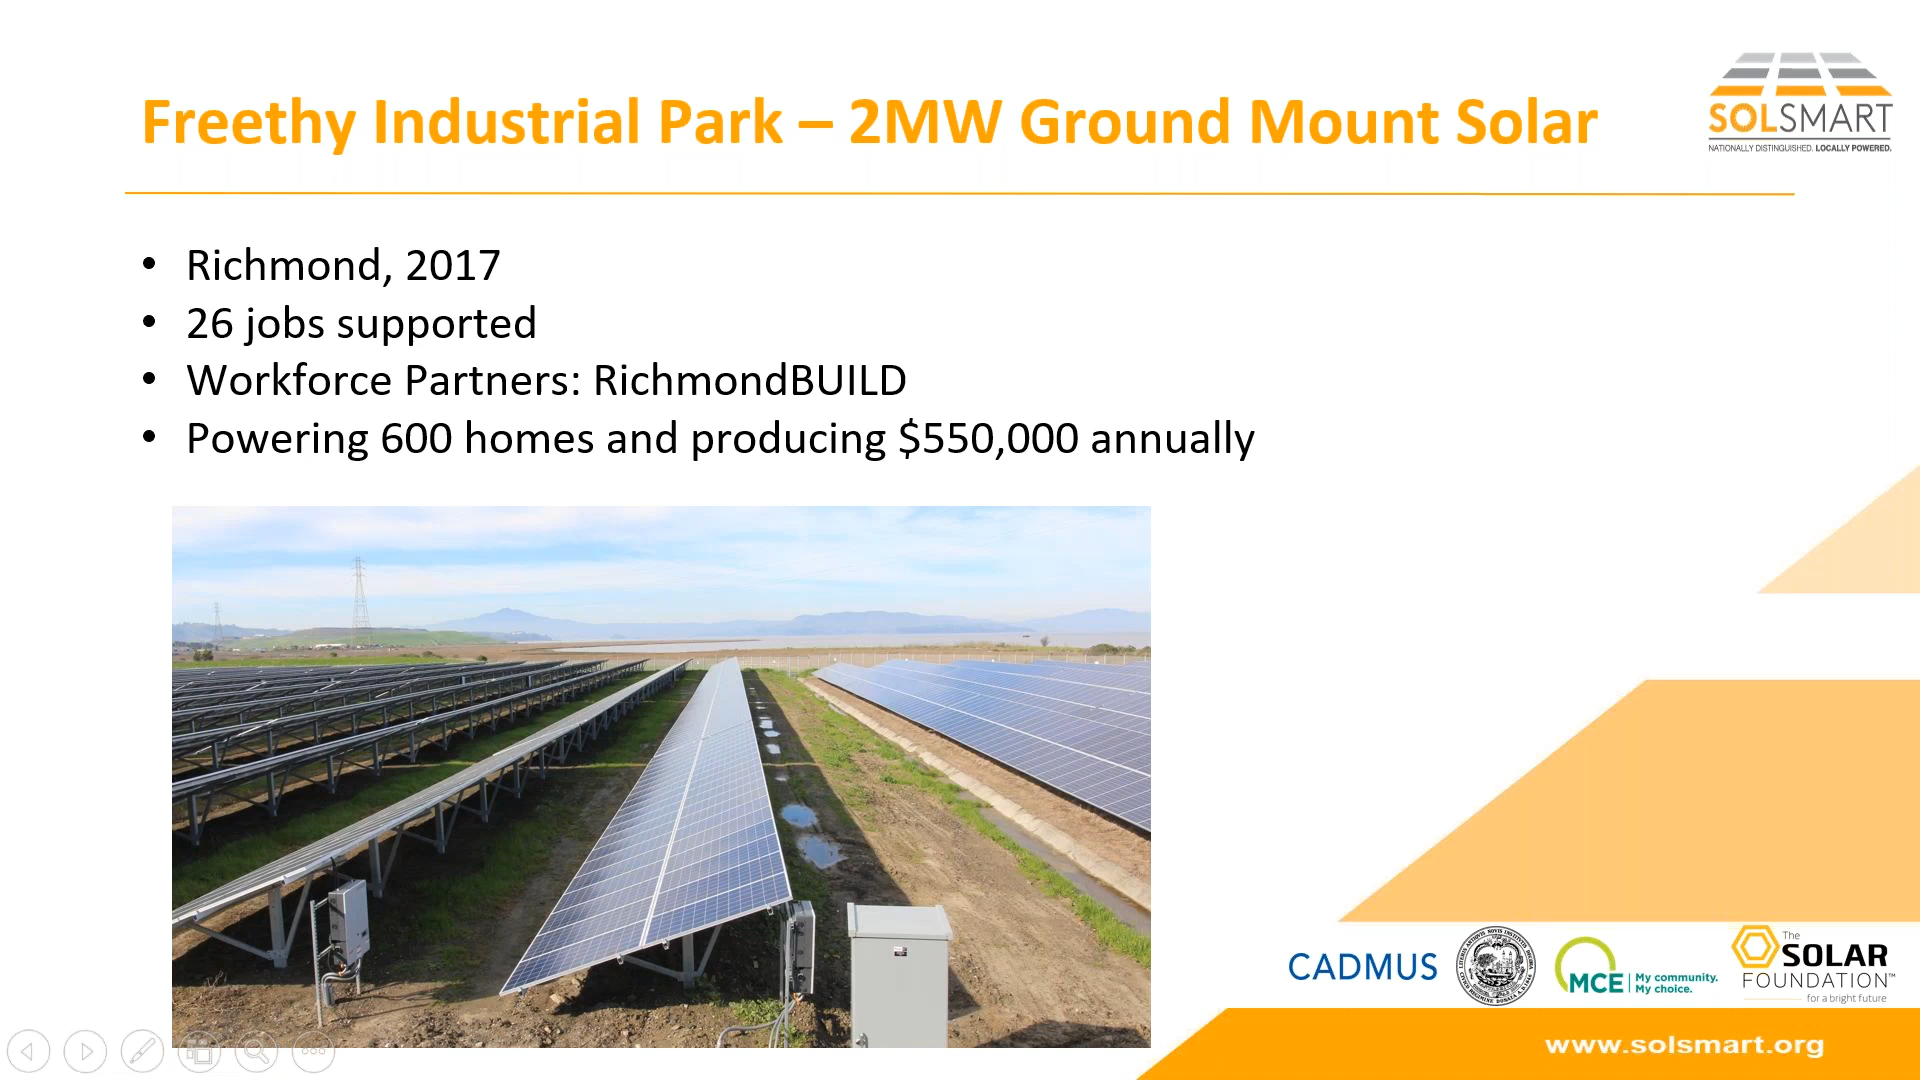 Freethy Industrial Park – 2MW Ground Mount Solar
SOLSMART
NATIONALLY DISTINGUISHED. LOCALLY POWERED.
• Richmond, 2017
• 26 jobs supported
• Workforce Partners: RichmondBUILD
• Powering 600 homes and producing $550,000 annually
CADMUS
MCE
My community.
My choice.
The
SOLAR
FOUNDATION™
for a bright future
www.solsmart.org